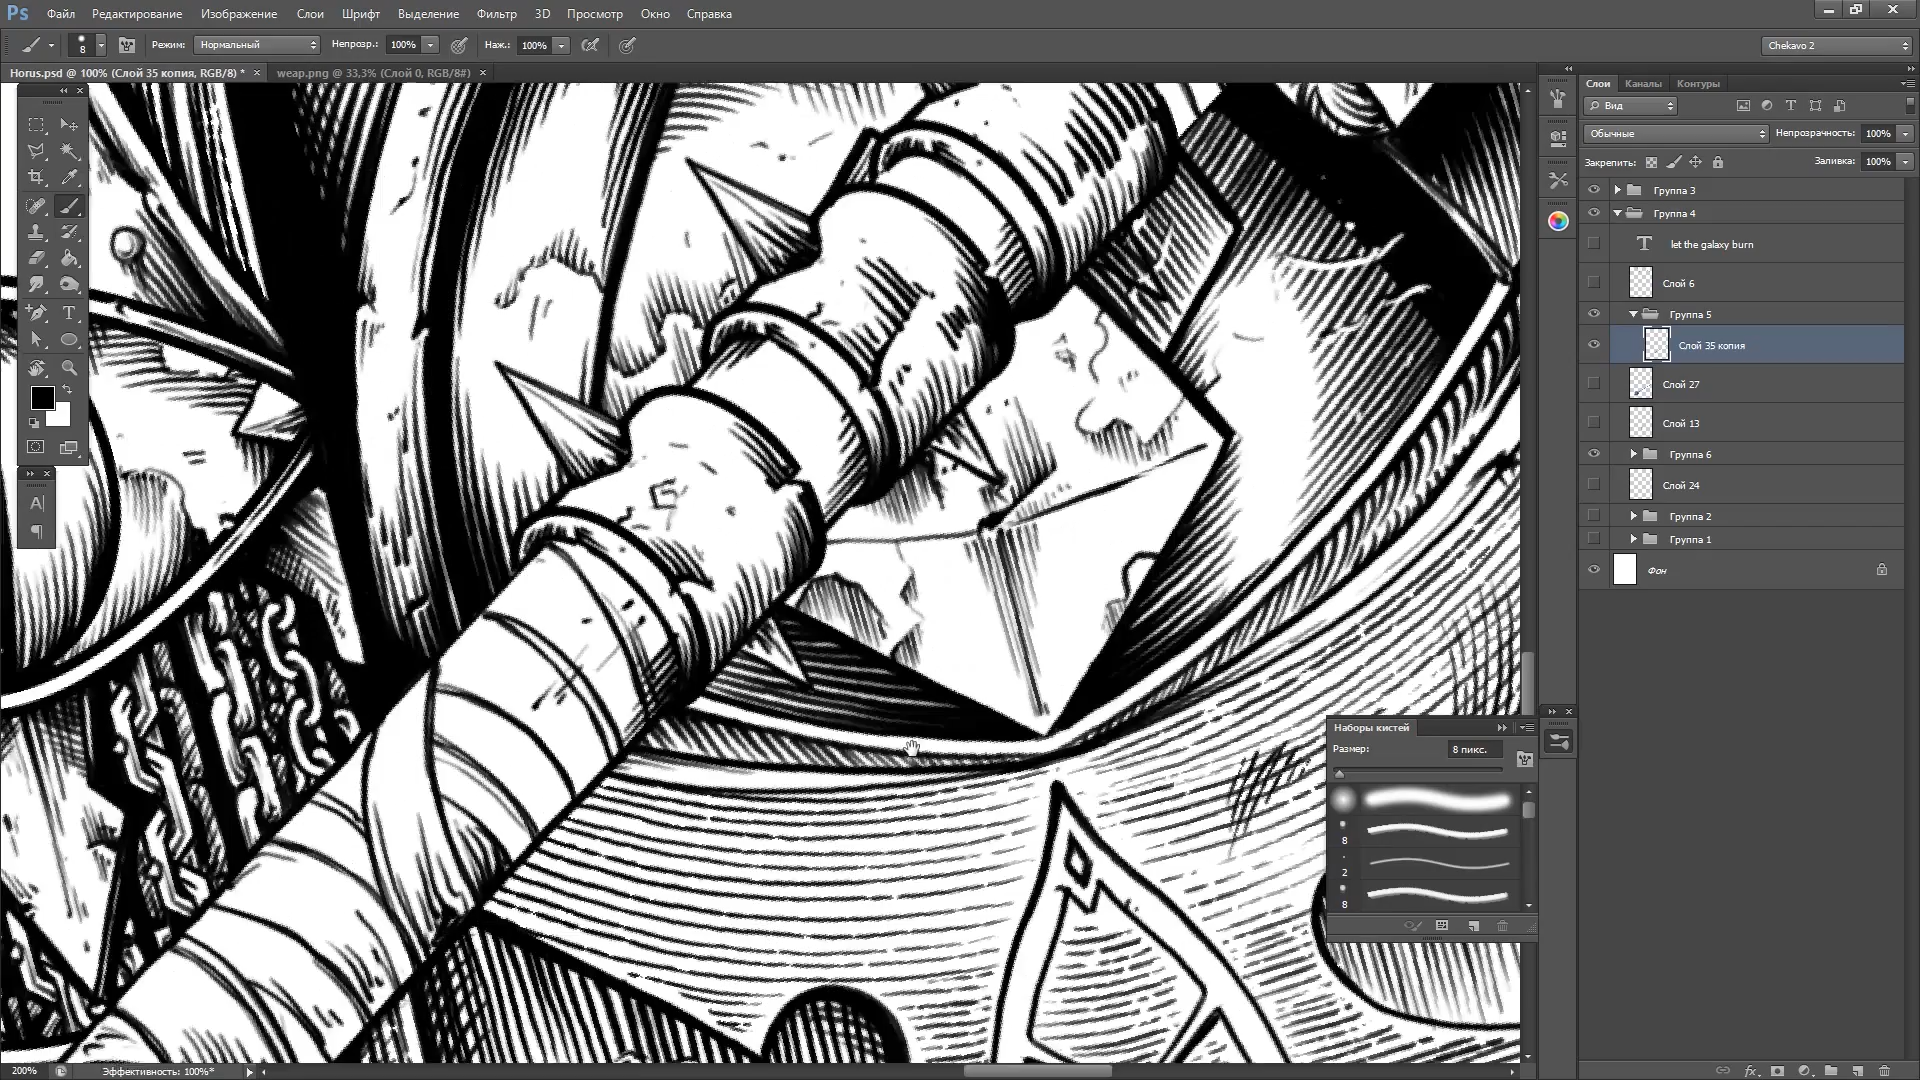 Ps Файл Редактирование Изображение Слои Шрифт Выделение Фильтр 3D Просмотр Окно Справка
8 Режим: Нормальный Непрозр.: 100% Наж.: 100% Chekavo 2
Horus.psd @ 100% (Слой 35 копия, RGB/8) * × weap.png @ 33,3% (Слой 0, RGB/8#) ×
Слои Каналы Контуры
Вид
Обычные Непрозрачность: 100%
Закрепить: Заливка: 100%
Группа 3
Группа 4
let the galaxy burn
Слой 6
Группа 5
Слой 35 копия
Слой 27
Слой 13
Группа 6
Слой 24
Группа 2
Группа 1
Фон
Наборы кистей
Размер: 8 пикс.
8
2
8
200% Эффективность: 100%*